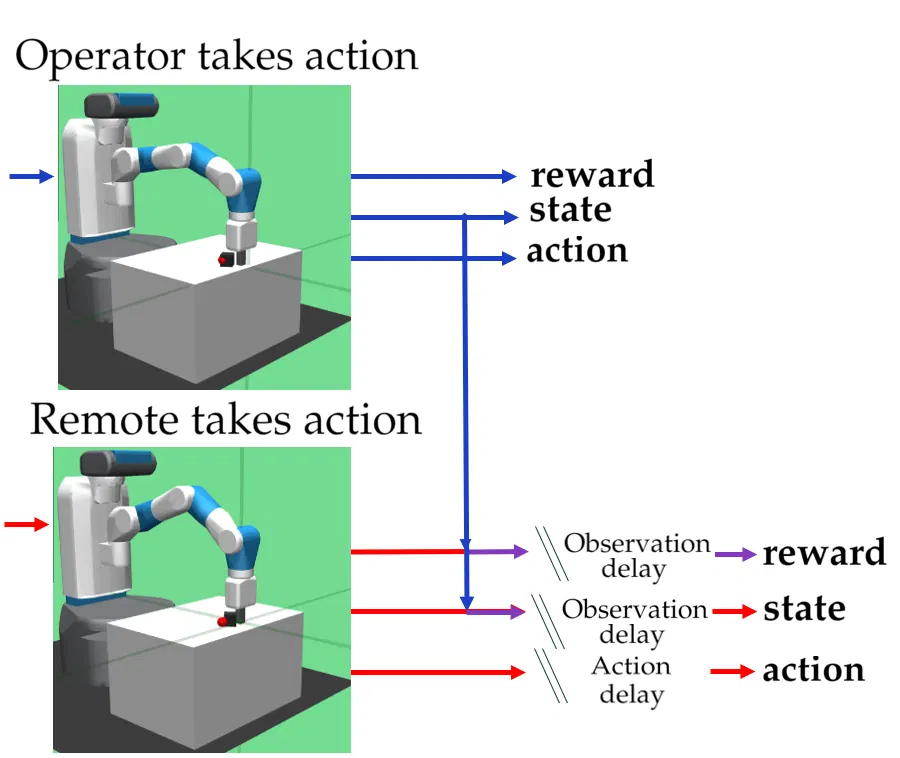 Operator takes action
reward
state
action
Remote takes action
Observation
delay
reward
Observation
delay
state
Action
delay
action